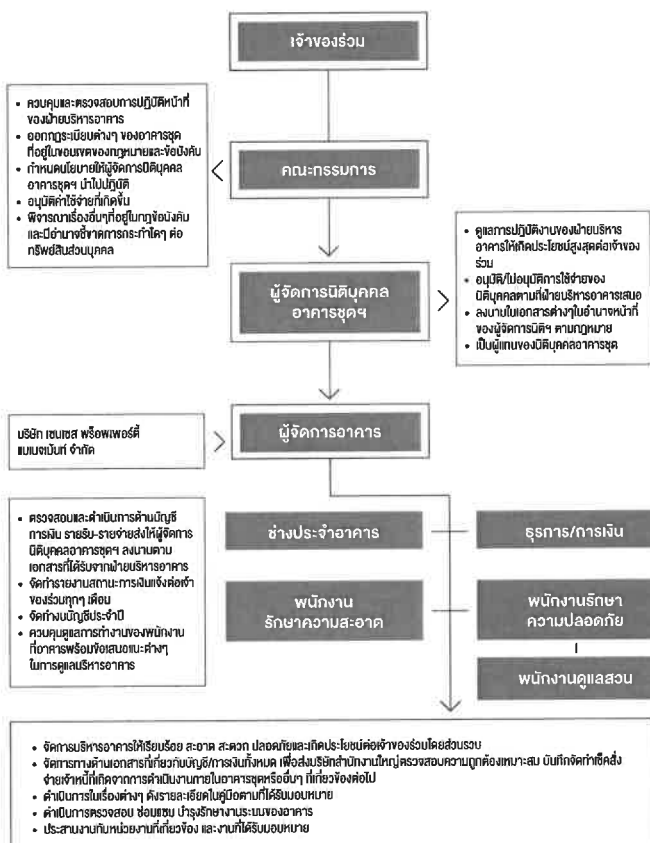 เจ้าของร่วม
• ควบคุมและตรวจสอบการปฏิบัติหน้าที่
ของฝ่ายบริหารอาคาร
• ออกกฎระเบียบต่างๆ ของอาคารชุด
ที่อยู่ในขอบเขตของกฎหมายและข้อบังคับ
• กำหนดนโยบายให้ผู้จัดการนิติบุคคล
อาคารชุดฯ นำไปปฏิบัติ
• อนุมัติค่าใช้จ่ายที่เกิดขึ้น
• พิจารณาเรื่องอื่นๆที่อยู่ในกฎข้อบังคับ
และมีอำนาจชี้ขาดการกระทำใดๆ ต่อ
ทรัพย์สินส่วนบุคคล
คณะกรรมการ
ผู้จัดการนิติบุคคล
อาคารชุดฯ
• ดูแลการปฏิบัติงานของฝ่ายบริหาร
อาคารให้เกิดประโยชน์สูงสุดต่อเจ้าของ
ร่วม
• อนุมัติ/ไม่อนุมัติการใช้จ่ายของ
นิติบุคคลตามที่ฝ่ายบริหารอาคารเสนอ
• ลงนามในเอกสารต่างๆในอำนาจหน้าที่
ของผู้จัดการนิติฯ ตามกฎหมาย
• เป็นผู้แทนของนิติบุคคลอาคารชุด
บริษัท เซนเซส พร็อพเพอร์ตี้
แมเนจเม้นท์ จำกัด
ผู้จัดการอาคาร
• ตรวจสอบและดำเนินการด้านบัญชี
การเงิน รายรับ-รายจ่ายส่งให้ผู้จัดการ
นิติบุคคลอาคารชุดฯ ลงนามตาม
เอกสารที่ได้รับจากฝ่ายบริหารอาคาร
• จัดทำรายงานสถานะการเงินแจ้งต่อเจ้า
ของร่วมทุกๆ เดือน
• จัดทำงบบัญชีประจำปี
• ควบคุมดูแลการทำงานของพนักงาน
ที่อาคารพร้อมข้อเสนอแนะต่างๆ
ในการดูแลบริหารอาคาร
ช่างประจำอาคาร
ธุรการ/การเงิน
พนักงาน
รักษาความสะอาด
พนักงานรักษา
ความปลอดภัย
พนักงานดูแลสวน
• จัดการบริหารอาคารให้เรียบร้อย สะอาด สะดวก ปลอดภัยและเกิดประโยชน์ต่อเจ้าของร่วมโดยส่วนรวม
• จัดการทางด้านเอกสารที่เกี่ยวกับบัญชี/การเงินทั้งหมด เพื่อส่งบริษัทสำนักงานใหญ่ตรวจสอบความถูกต้องเหมาะสม บันทึกจัดทำเช็คสั่ง
จ่ายเจ้าหนี้ที่เกิดจากการดำเนินงานภายในอาคารชุดหรืออื่นๆ ที่เกี่ยวข้องต่อไป
• ดำเนินการในเรื่องต่างๆ ดังรายละเอียดในคู่มือตามที่ได้รับมอบหมาย
• ดำเนินการตรวจสอบ ซ่อมแซม บำรุงรักษางานระบบของอาคาร
• ประสานงานกับหน่วยงานที่เกี่ยวข้อง และงานที่ได้รับมอบหมาย